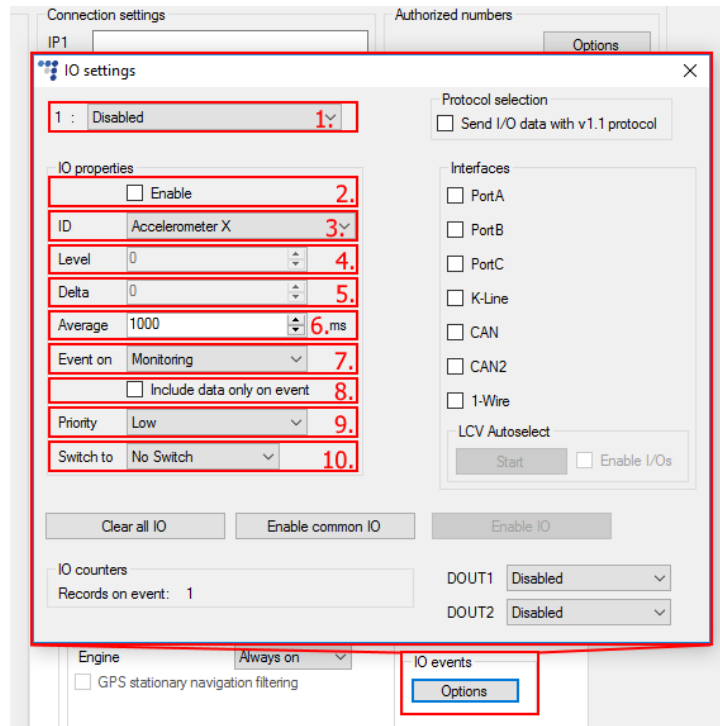 Connection settings
IP1
Authorized numbers
Options
IO settings
1 : Disabled 1.
Protocol selection
Send I/O data with v1.1 protocol
IO properties
Enable 2.
ID Accelerometer X 3.
Level 0 4.
Delta 0 5.
Average 1000 6. ms
Event on Monitoring 7.
Include data only on event 8.
Priority Low 9.
Switch to No Switch 10.
Interfaces
PortA
PortB
PortC
K-Line
CAN
CAN2
1-Wire
LCV Autoselect
Start Enable I/Os
Clear all IO Enable common IO Enable IO
IO counters
Records on event: 1
DOUT1 Disabled
DOUT2 Disabled
Engine Always on
GPS stationary navigation filtering
IO events
Options